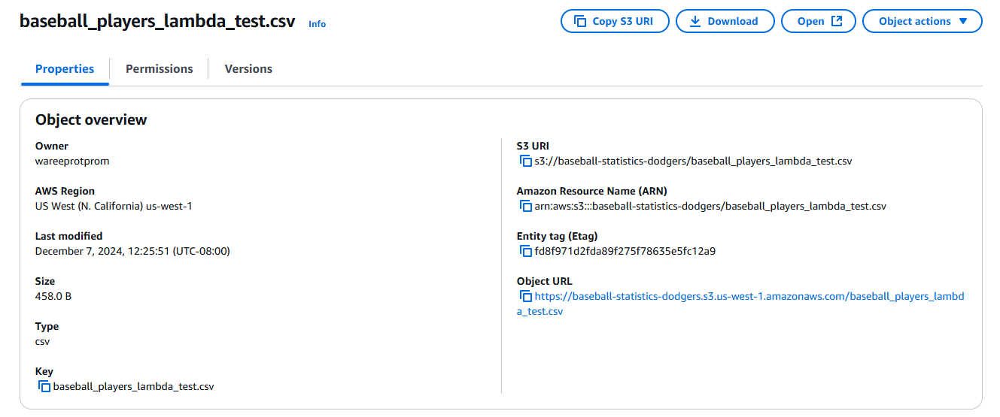 baseball_players_lambda_test.csv Info
Copy S3 URI
Download
Open
Object actions
Properties
Permissions
Versions
Object overview
Owner
wareeprotprom
AWS Region
US West (N. California) us-west-1
Last modified
December 7, 2024, 12:25:51 (UTC-08:00)
Size
458.0 B
Type
csv
Key
baseball_players_lambda_test.csv
S3 URI
s3://baseball-statistics-dodgers/baseball_players_lambda_test.csv
Amazon Resource Name (ARN)
arn:aws:s3:::baseball-statistics-dodgers/baseball_players_lambda_test.csv
Entity tag (Etag)
fd8f971d2fda89f275f78635e5fc12a9
Object URL
https://baseball-statistics-dodgers.s3.us-west-1.amazonaws.com/baseball_players_lambd
a_test.csv